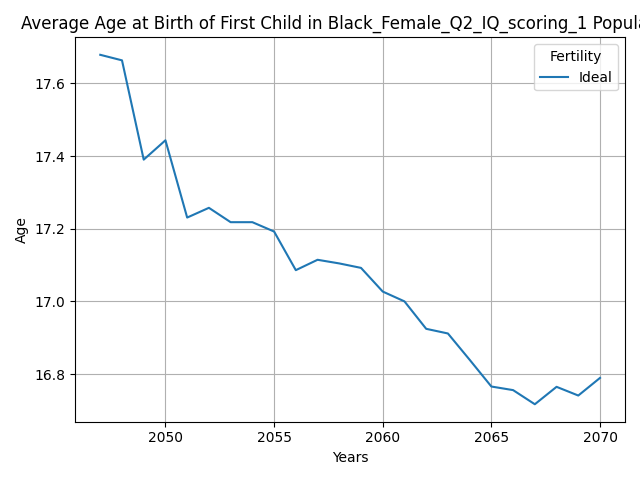 Average Age at Birth of First Child in Black_Female_Q2_IQ_scoring_1 Popula
Fertility
Ideal
17.6
17.4
17.2
17.0
16.8
Age
2050 2055 2060 2065 2070
Years